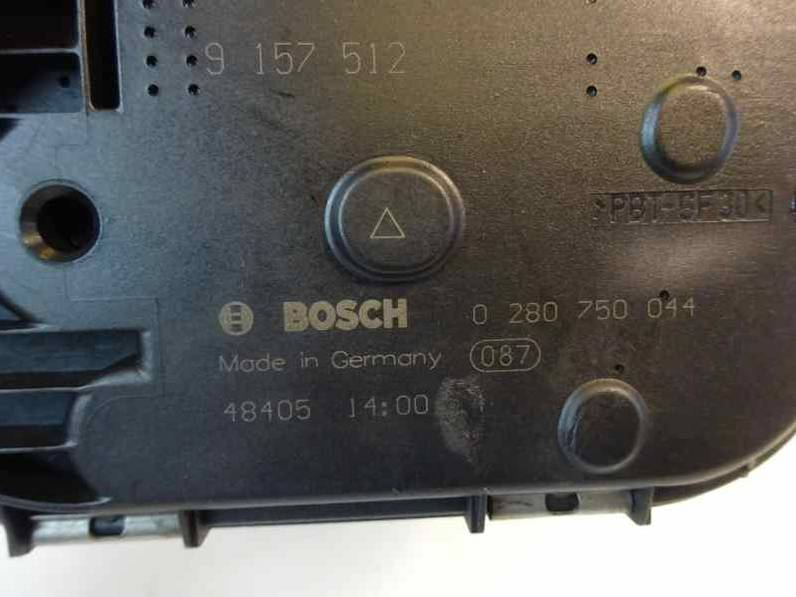 9 157 512
>PBT-GF30<
BOSCH 0 280 750 044
Made in Germany 087
48405 14:00